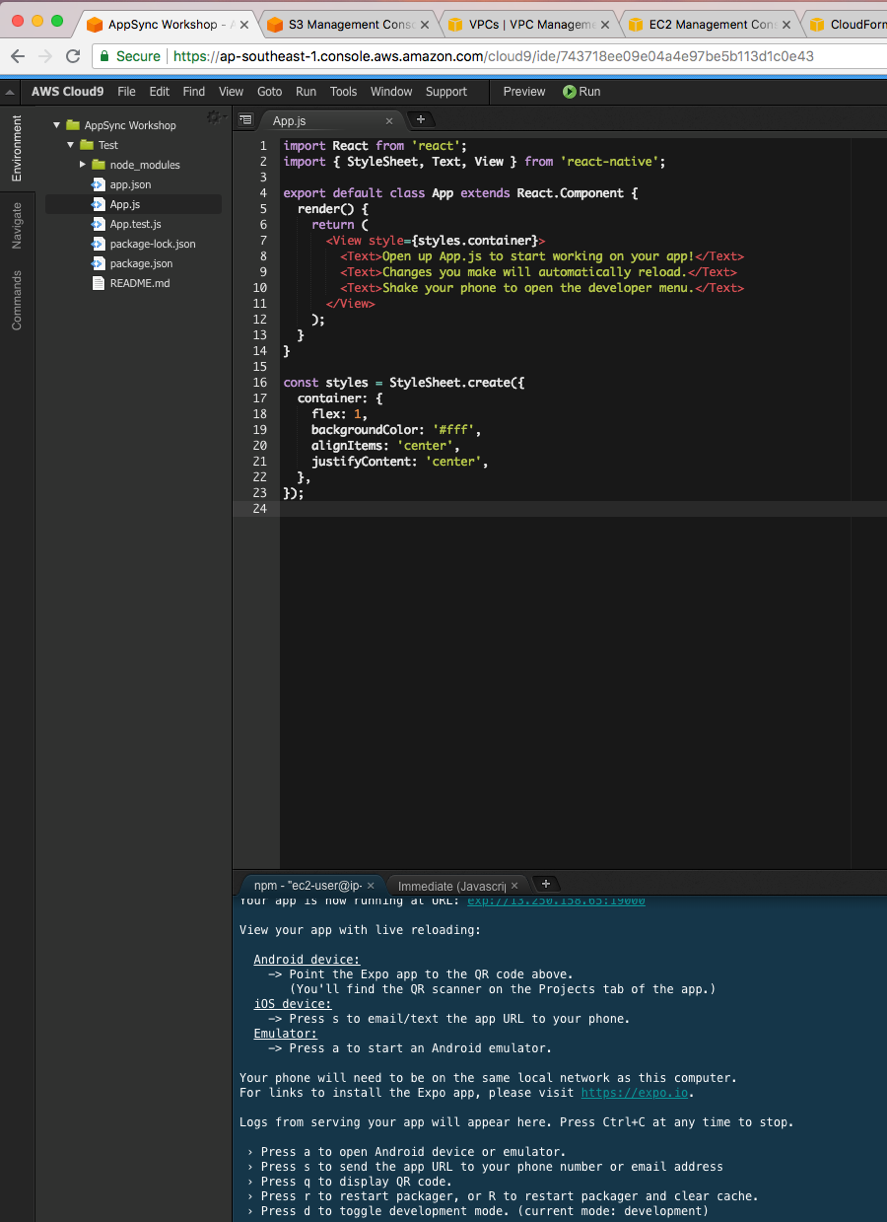 AppSync Workshop - A
S3 Management Conso
VPCs | VPC Manageme
EC2 Management Cons
CloudForm
Secure
https://ap-southeast-1.console.aws.amazon.com/cloud9/ide/743718ee09e04a4e97be5b113d1c0e43
AWS Cloud9 File Edit Find View Goto Run Tools Window Support Preview Run
Environment
Navigate
Commands
AppSync Workshop
Test
node_modules
app.json
App.js
App.test.js
package-lock.json
package.json
README.md
App.js
1 import React from 'react';
2 import { StyleSheet, Text, View } from 'react-native';
3
4 export default class App extends React.Component {
5 render() {
6 return (
7 <View style={styles.container}>
8 <Text>Open up App.js to start working on your app!</Text>
9 <Text>Changes you make will automatically reload.</Text>
10 <Text>Shake your phone to open the developer menu.</Text>
11 </View>
12 );
13 }
14 }
15
16 const styles = StyleSheet.create({
17 container: {
18 flex: 1,
19 backgroundColor: '#fff',
20 alignItems: 'center',
21 justifyContent: 'center',
22 },
23 });
24
npm - "ec2-user@ip-
Immediate (Javascrip
Your app is now running at URL: exp://13.250.158.65:19000
View your app with live reloading:
Android device:
-> Point the Expo app to the QR code above.
(You'll find the QR scanner on the Projects tab of the app.)
iOS device:
-> Press s to email/text the app URL to your phone.
Emulator:
-> Press a to start an Android emulator.
Your phone will need to be on the same local network as this computer.
For links to install the Expo app, please visit https://expo.io.
Logs from serving your app will appear here. Press Ctrl+C at any time to stop.
› Press a to open Android device or emulator.
› Press s to send the app URL to your phone number or email address
› Press q to display QR code.
› Press r to restart packager, or R to restart packager and clear cache.
› Press d to toggle development mode. (current mode: development)